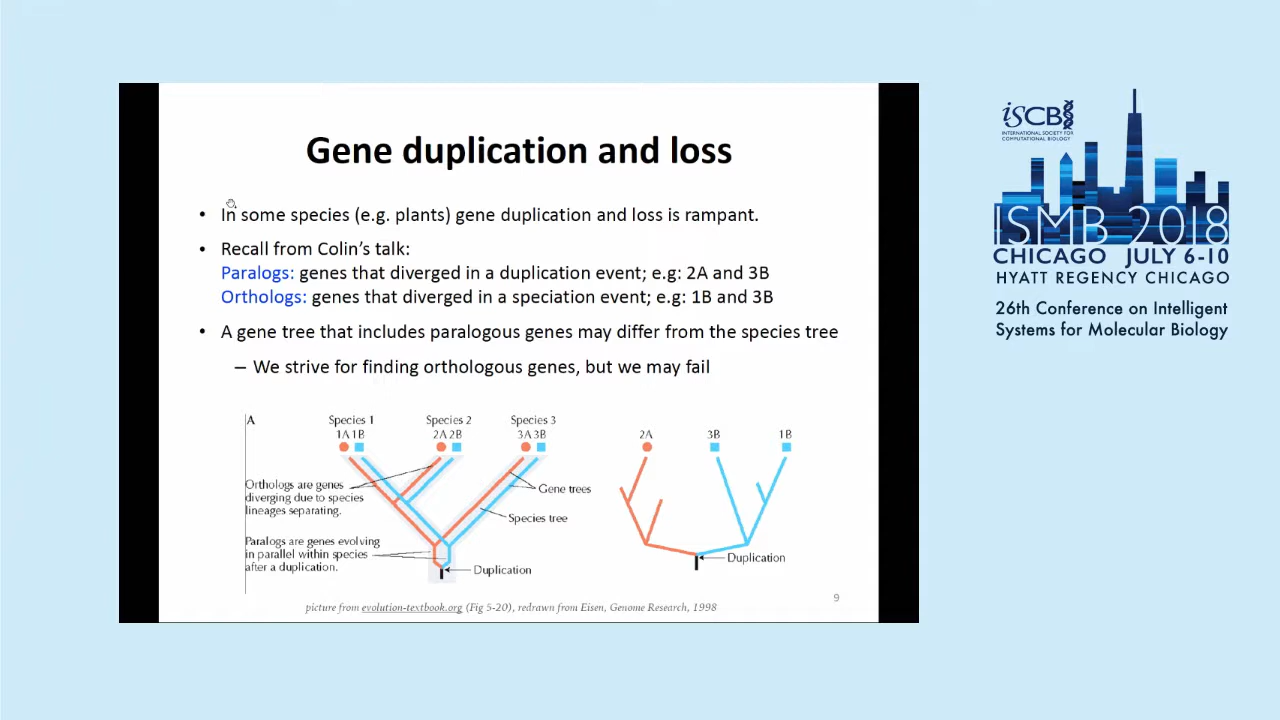 Gene duplication and loss
• In some species (e.g. plants) gene duplication and loss is rampant.
• Recall from Colin's talk:
Paralogs: genes that diverged in a duplication event; e.g: 2A and 3B
Orthologs: genes that diverged in a speciation event; e.g: 1B and 3B
• A gene tree that includes paralogous genes may differ from the species tree
– We strive for finding orthologous genes, but we may fail
A
Species 1
1A 1B
Species 2
2A 2B
Species 3
3A 3B
Orthologs are genes
diverging due to species
lineages separating.
Gene trees
Species tree
Paralogs are genes evolving
in parallel within species
after a duplication.
Duplication
2A
3B
1B
Duplication
picture from evolution-textbook.org (Fig 5-20), redrawn from Eisen, Genome Research, 1998
9
iSCB
INTERNATIONAL SOCIETY FOR
COMPUTATIONAL BIOLOGY
ISMB 2018
CHICAGO JULY 6-10
HYATT REGENCY CHICAGO
26th Conference on Intelligent
Systems for Molecular Biology